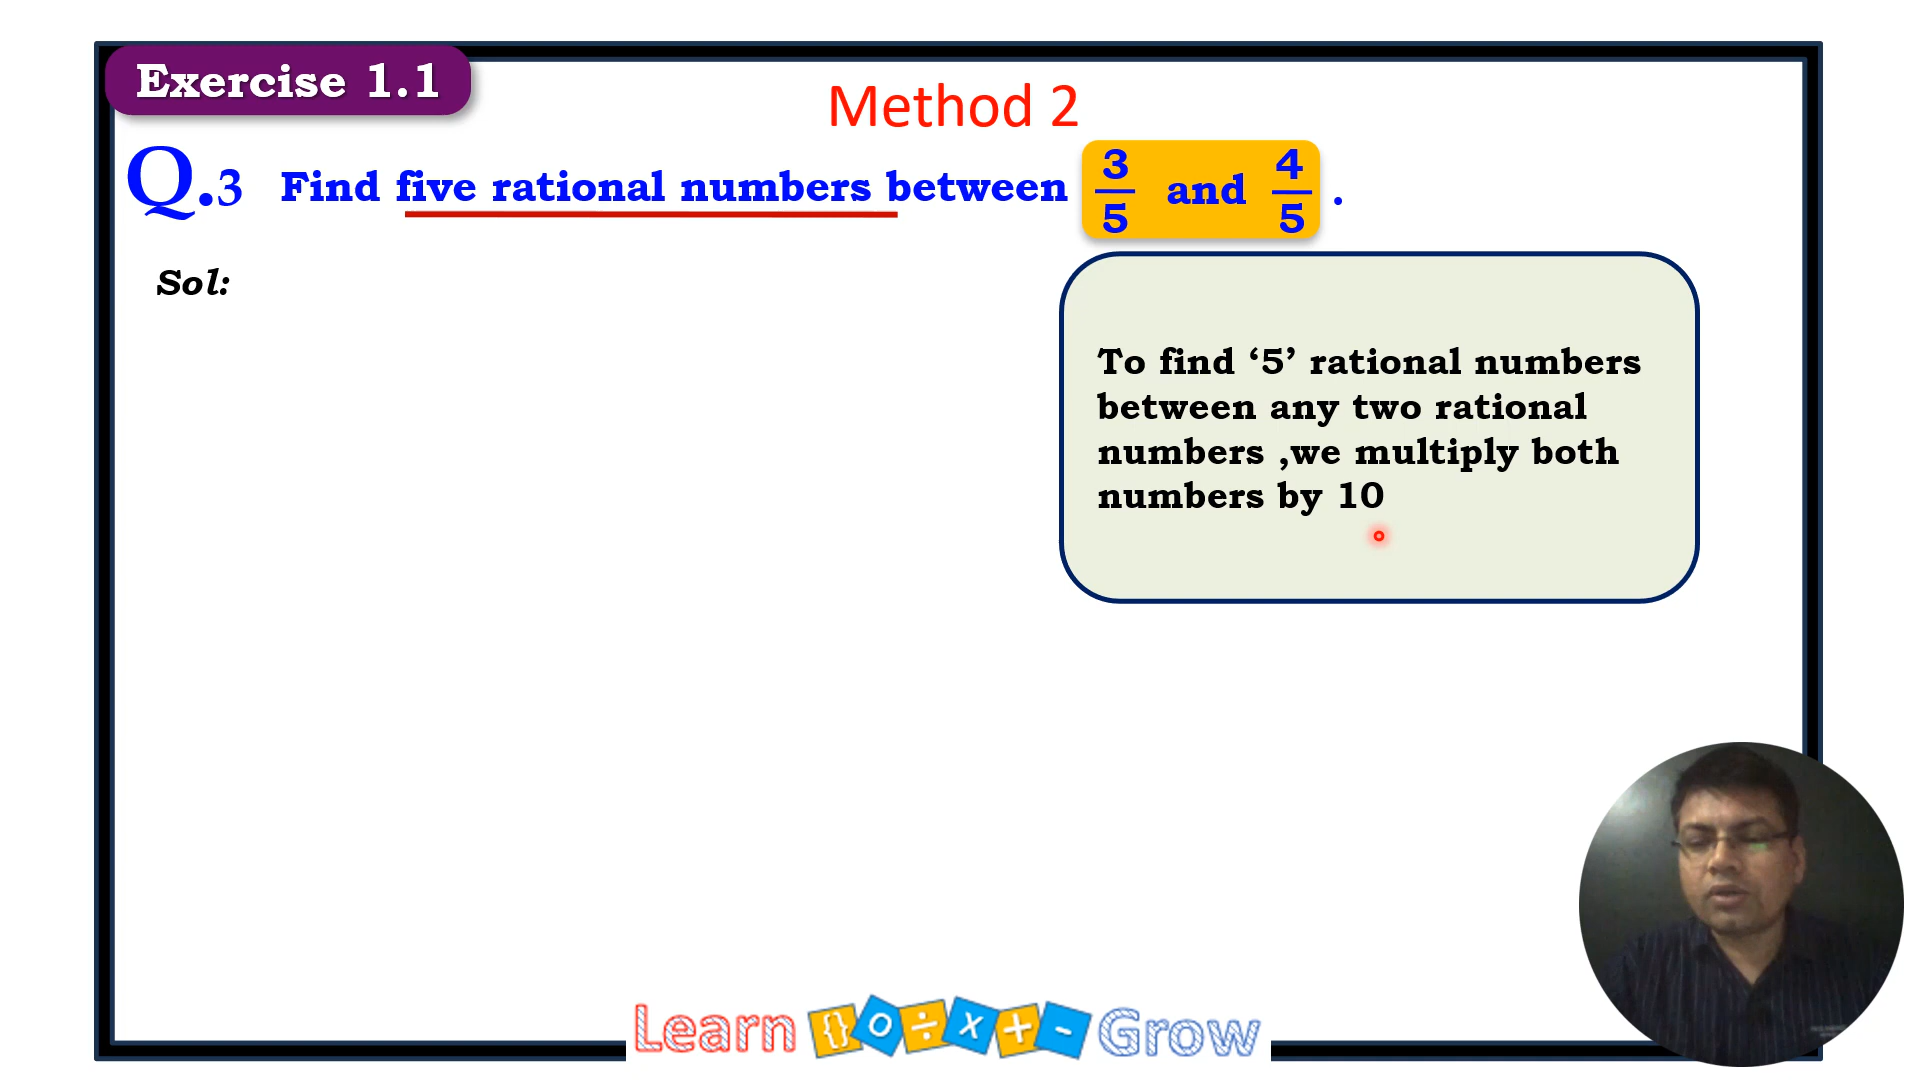 Exercise 1.1
Method 2
Q.3 Find five rational numbers between 3/5 and 4/5 .
Sol:
To find ‘5’ rational numbers
between any two rational
numbers ,we multiply both
numbers by 10
Learn {} O ÷ x + - Grow